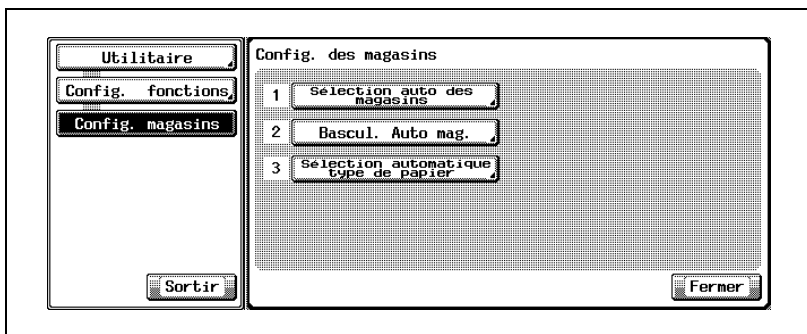 Utilitaire
Config. fonctions
Config. magasins
Sortir
Config. des magasins
1 Sélection auto des
magasins
2 Bascul. Auto mag.
3 Sélection automatique
type de papier
Fermer